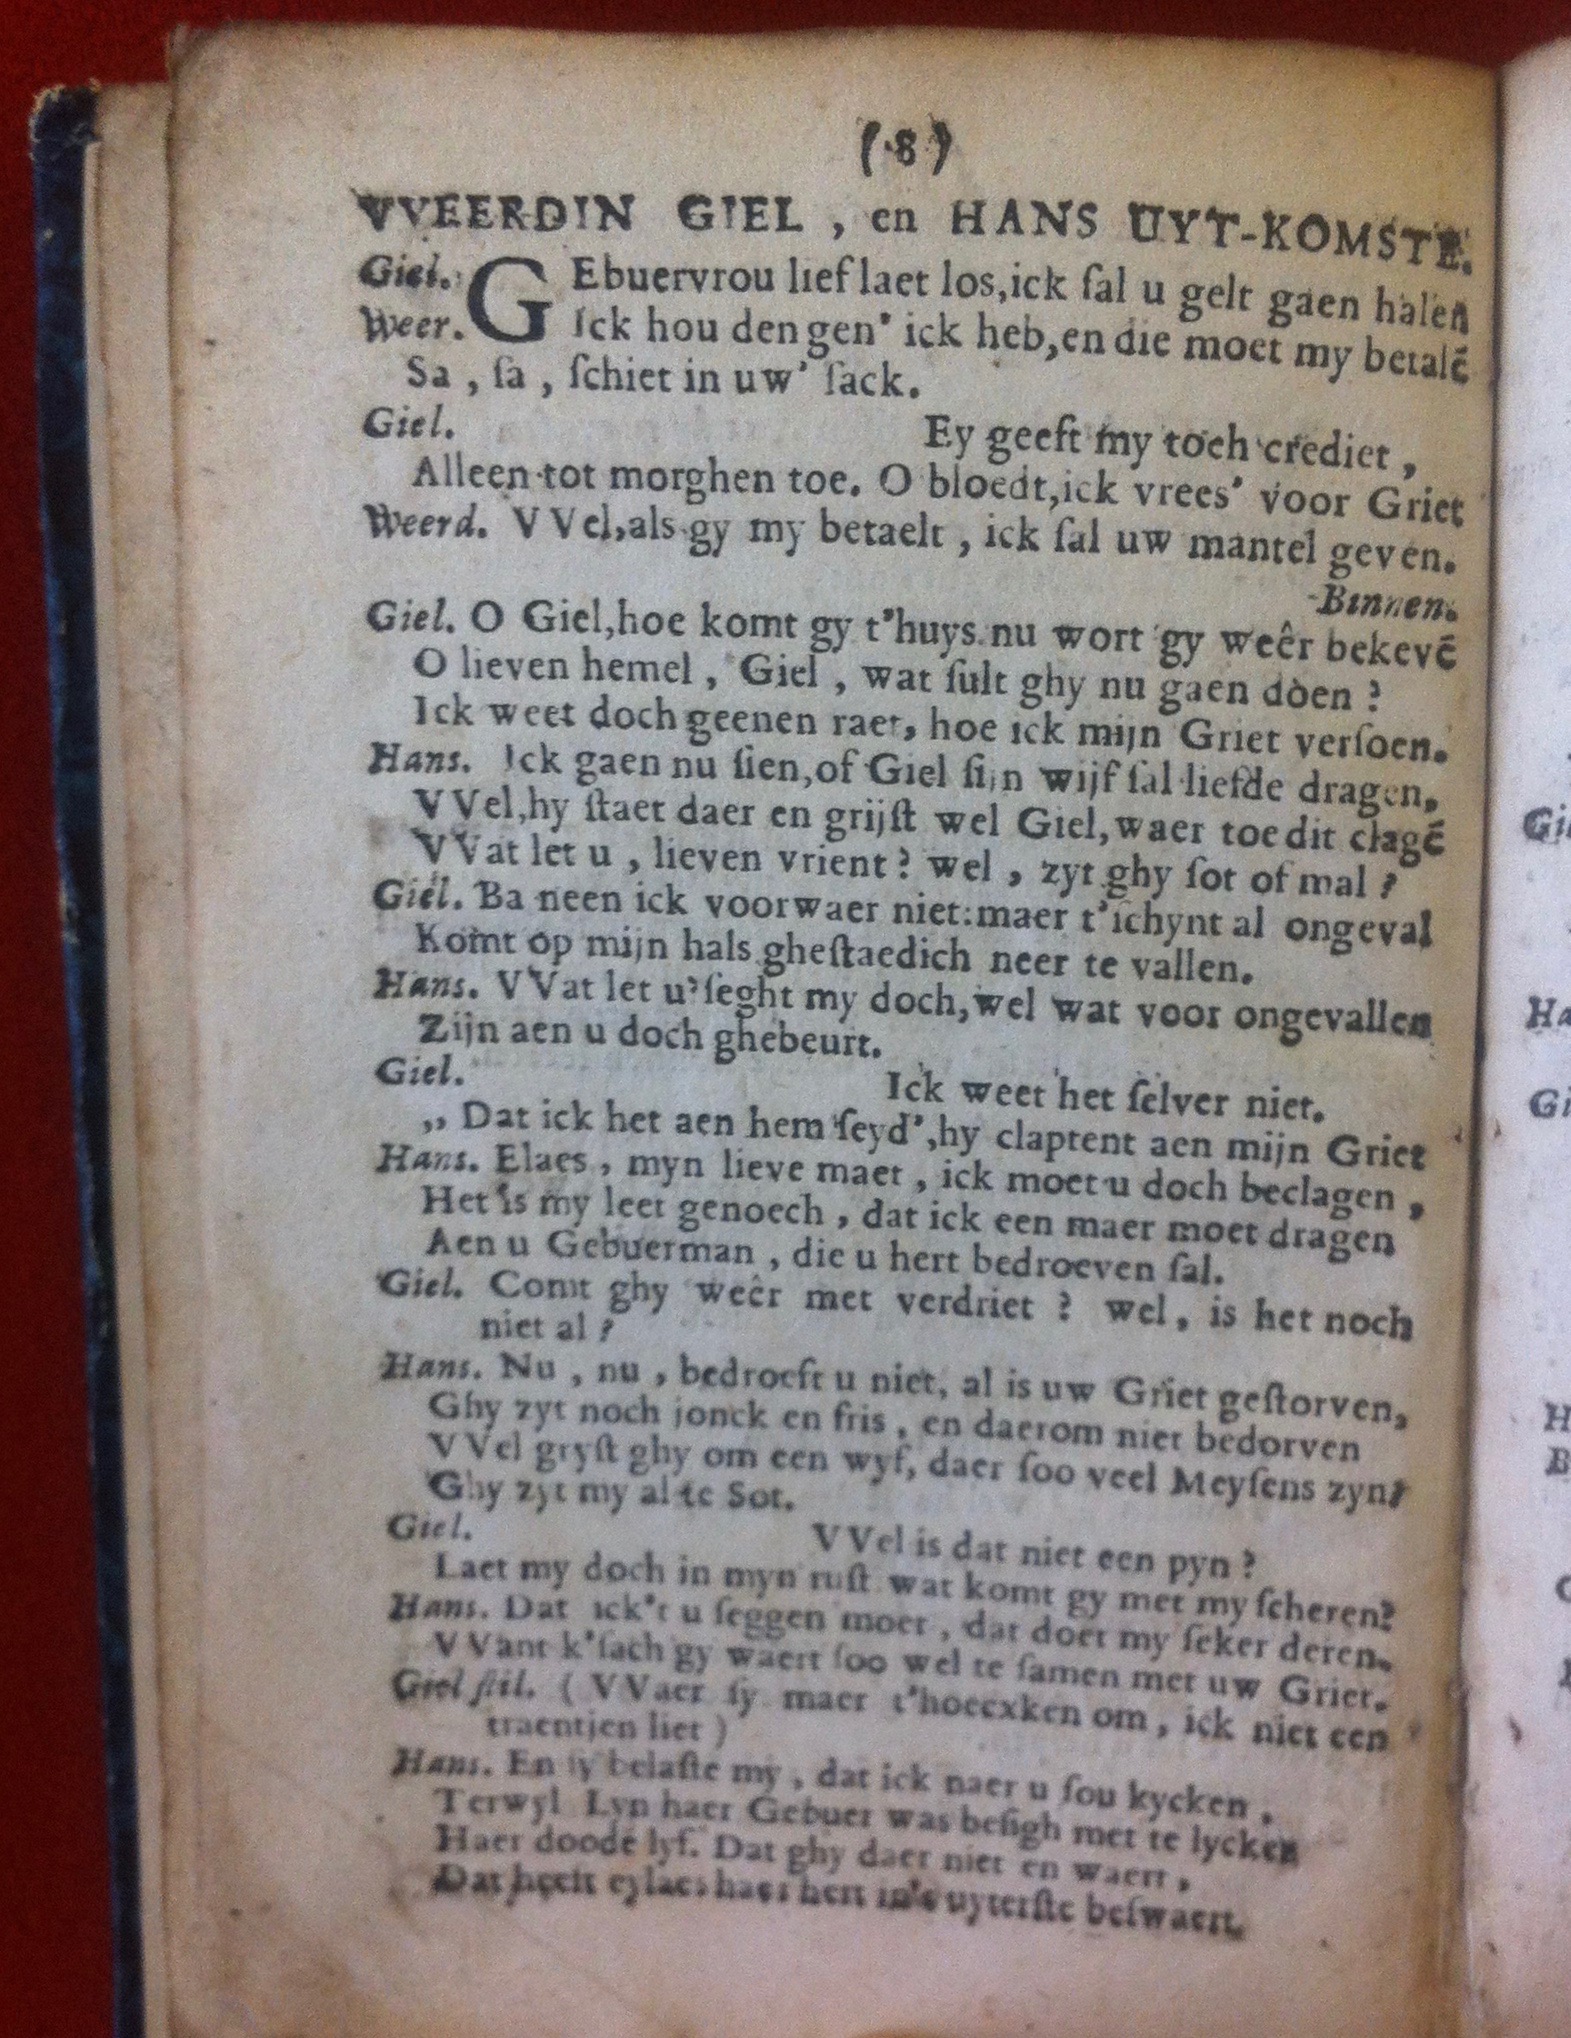 (8)
VVEERDIN GIEL , en HANS UYT-KOMSTE.
Giel. GEbuervrou lief laet los,ick ſal u gelt gaen halen
Weer. Ick hou den gen' ick heb,en die moet my betalẽ
Sa , ſa , ſchiet in uw' ſack.
Giel. Ey geeft my toch crediet ,
Alleen tot morghen toe. O bloedt,ick vrees' voor Griet
Weerd. VVel,als gy my betaelt , ick ſal uw mantel geven.
Binnen.
Giel. O Giel,hoe komt gy t'huys nu wort gy weêr bekevẽ
O lieven hemel , Giel , wat ſult ghy nu gaen doen ?
Ick weet doch geenen raet, hoe ick mijn Griet verſoen.
Hans. Ick gaen nu ſien,of Giel ſijn wijf ſal liefde dragen,
VVel,hy ſtaet daer en grijſt wel Giel,waer toe dit clagẽ
VVat let u , lieven vrient ? wel , zyt ghy ſot of mal ?
Giel. Ba neen ick voorwaer niet:maer t'ſchynt al ongeval
Komt op mijn hals gheſtaedich neer te vallen.
Hans. VVat let u'ſeght my doch,wel wat voor ongevallen
Zijn aen u doch ghebeurt.
Giel. Ick weet het ſelver niet.
,, Dat ick het aen hem ſeyd',hy claptent aen mijn Griet
Hans. Elaes , myn lieve maet , ick moet u doch beclagen ,
Het is my leet genoech , dat ick een maer moet dragen
Aen u Gebuerman , die u hert bedroeven ſal.
Giel. Comt ghy weêr met verdriet ? wel , is het noch
niet al ?
Hans. Nu , nu , bedroeft u niet, al is uw Griet geſtorven,
Ghy zyt noch jonck en fris , en daerom niet bedorven
VVel gryſt ghy om een wyf, daer ſoo veel Meyſens zyn?
Ghy zyt my al te Sot.
Giel. VVel is dat niet een pyn ?
Laet my doch in myn ruſt wat komt gy met my ſcheren?
Hans. Dat ick't u ſeggen moet , dat doet my ſeker deren.
VVant k'ſach gy waert ſoo wel te ſamen met uw Griet.
Giel ſtil. ( VVaer ſy maer t'hoecxken om , ick niet een
traentjen liet )
Hans. En ſy belaſte my , dat ick naer u ſou kycken ,
Terwyl Lyn haer Gebuer was beſigh met te lycken
Haer doode lyf. Dat ghy daer niet en waert ,
Dat heeft eylaes haer hert in't uyterſte beſwaert.